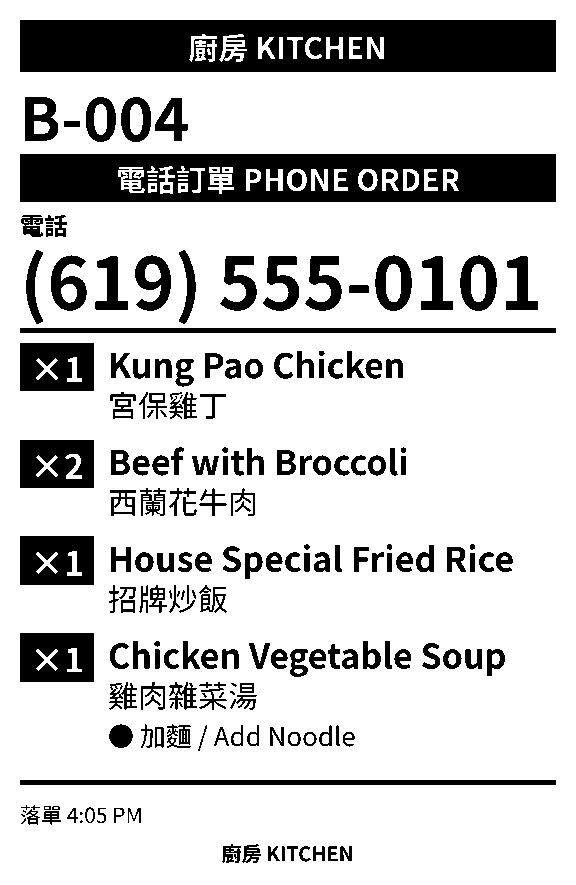 廚房 KITCHEN
B-004
電話訂單 PHONE ORDER
電話
(619) 555-0101
×1 Kung Pao Chicken
宮保雞丁
×2 Beef with Broccoli
西蘭花牛肉
×1 House Special Fried Rice
招牌炒飯
×1 Chicken Vegetable Soup
雞肉雜菜湯
● 加麵 / Add Noodle
落單 4:05 PM
廚房 KITCHEN